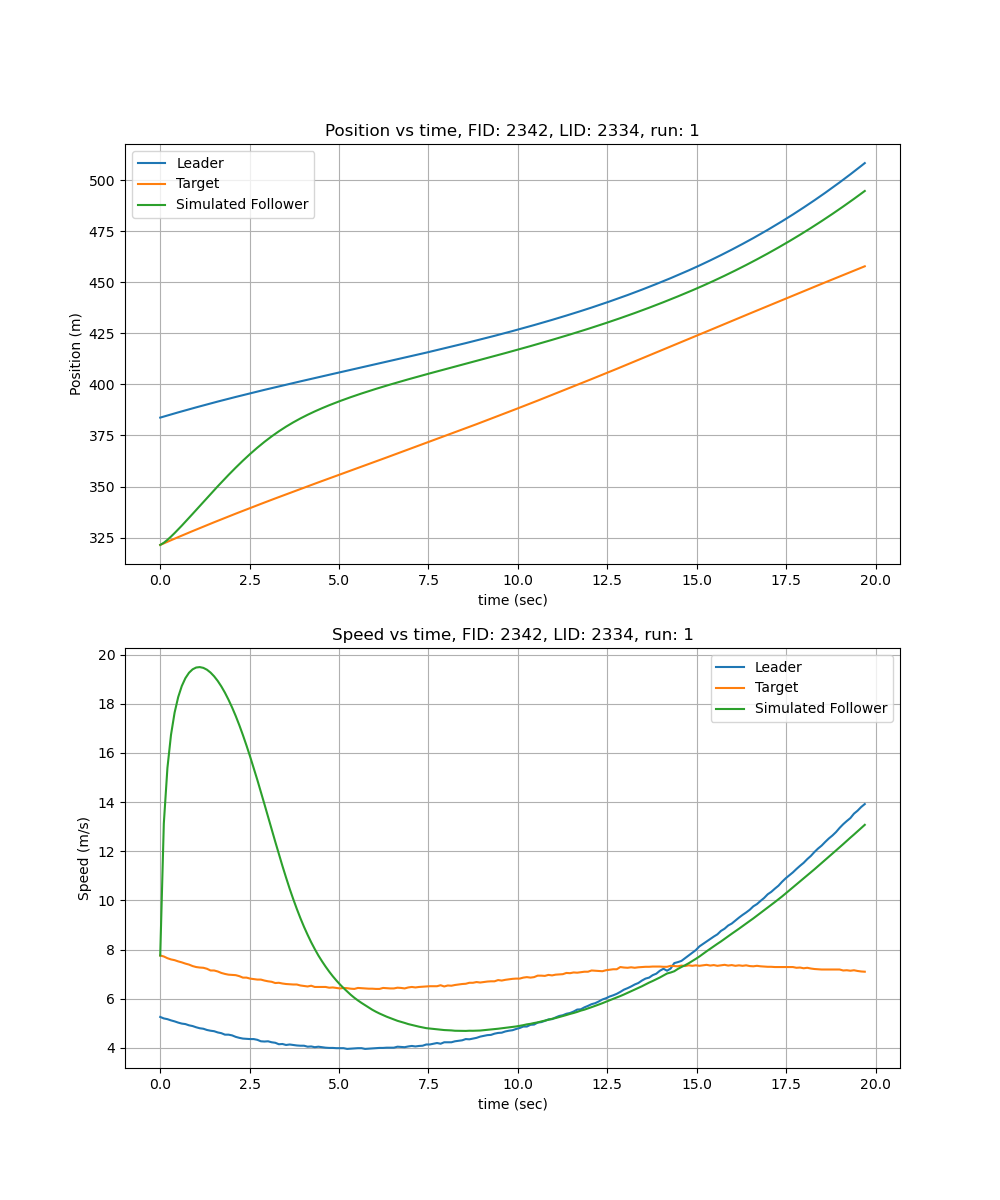 Position vs time, FID: 2342, LID: 2334, run: 1
Leader
Target
Simulated Follower
500
475
450
425
400
375
350
325
Position (m)
0.0 2.5 5.0 7.5 10.0 12.5 15.0 17.5 20.0
time (sec)
Speed vs time, FID: 2342, LID: 2334, run: 1
Leader
Target
Simulated Follower
20
18
16
14
12
10
8
6
4
Speed (m/s)
0.0 2.5 5.0 7.5 10.0 12.5 15.0 17.5 20.0
time (sec)